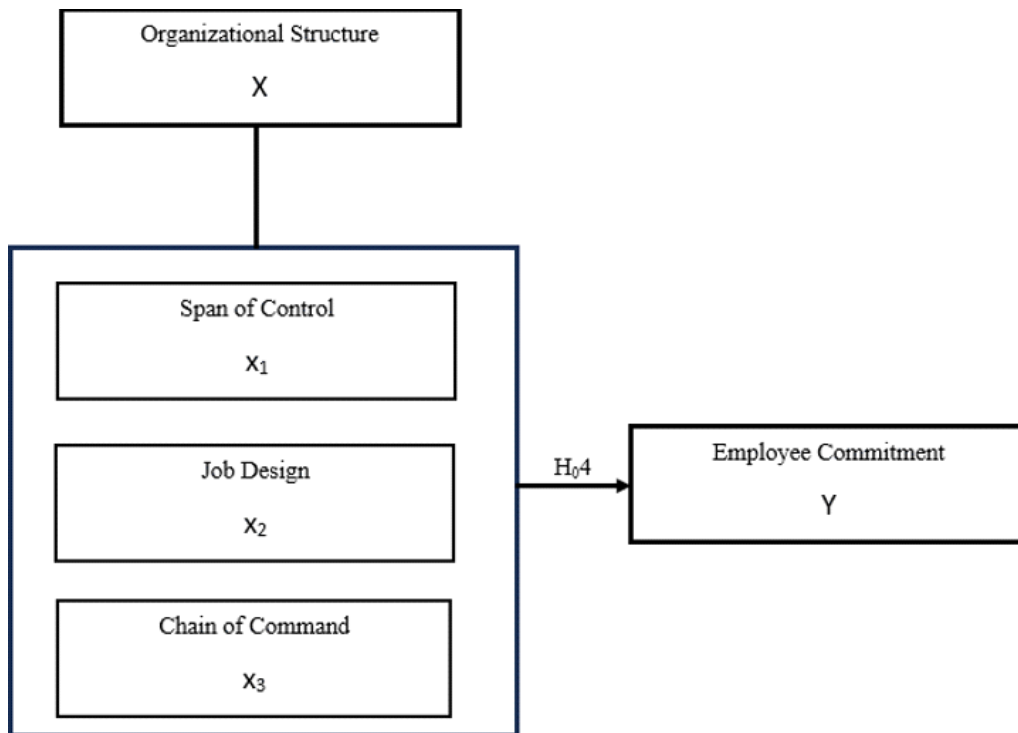 Organizational Structure
X
Span of Control
x₁
Job Design
x₂
Chain of Command
x₃
H₀4
Employee Commitment
Y